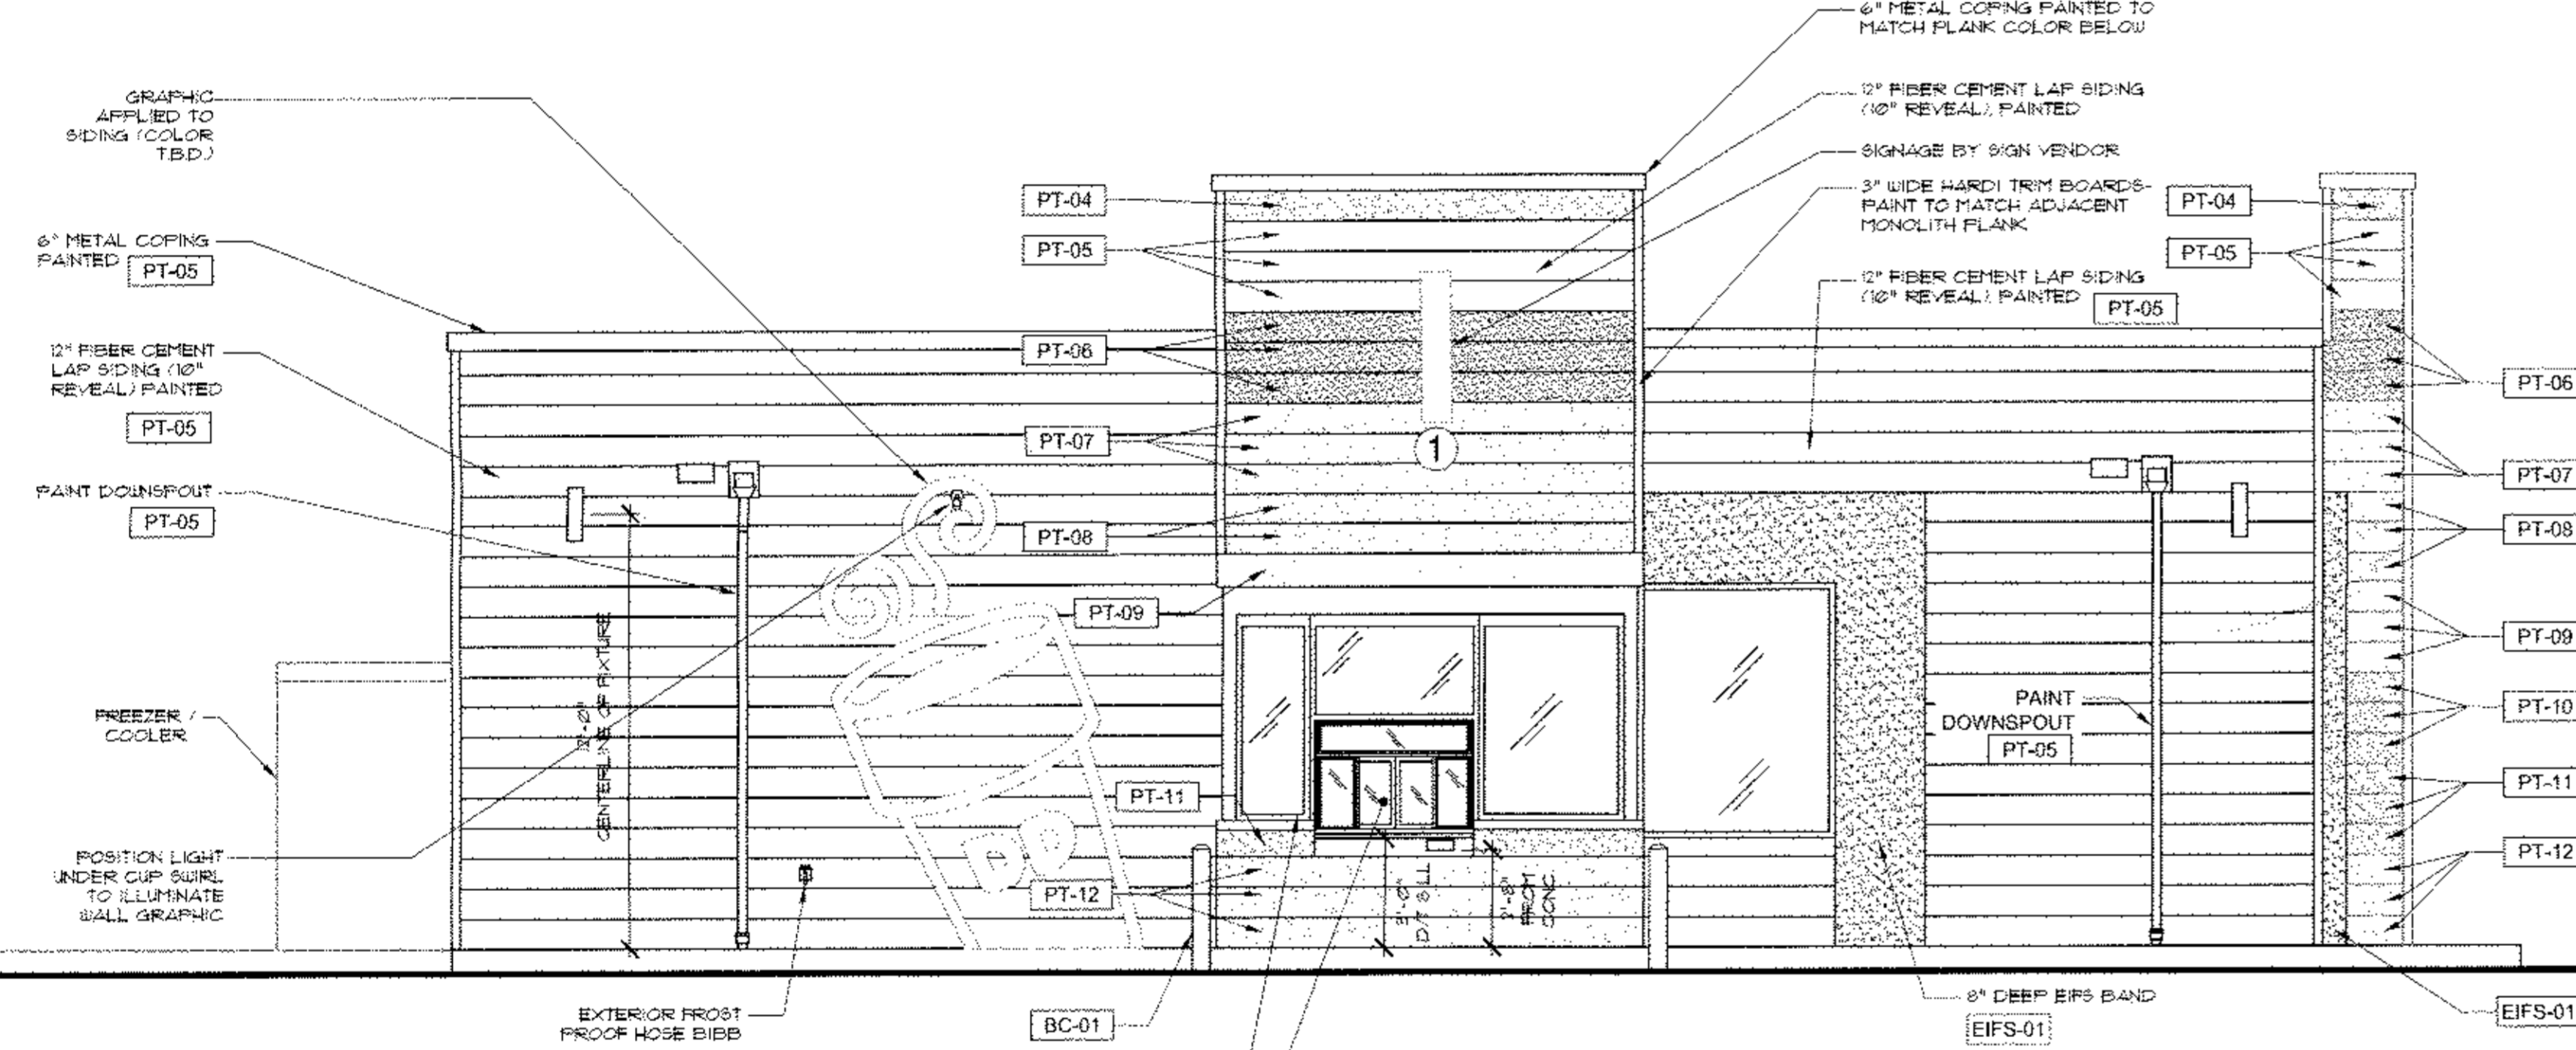 6" METAL COPING PAINTED TO
MATCH PLANK COLOR BELOW
12" FIBER CEMENT LAP SIDING
(10" REVEAL), PAINTED
SIGNAGE BY SIGN VENDOR
3" WIDE HARDI TRIM BOARDS-
PAINT TO MATCH ADJACENT
MONOLITH PLANK
12" FIBER CEMENT LAP SIDING
(10" REVEAL), PAINTED
PT-05
GRAPHIC
APPLIED TO
SIDING (COLOR
T.B.D.)
6" METAL COPING
PAINTED
PT-05
12" FIBER CEMENT
LAP SIDING (10"
REVEAL) PAINTED
PT-05
PAINT DOWNSPOUT
PT-05
FREEZER /
COOLER
POSITION LIGHT
UNDER CUP SWIRL
TO ILLUMINATE
WALL GRAPHIC
CENTERLINE OF FIXTURE
EXTERIOR FROST
PROOF HOSE BIBB
DD
PT-04
PT-05
PT-06
PT-07
PT-08
PT-09
PT-11
PT-12
BC-01
1
3'-0"
D/T SILL
FROM
CONC.
PAINT
DOWNSPOUT
PT-05
8" DEEP EIFS BAND
EIFS-01
PT-04
PT-05
PT-06
PT-07
PT-08
PT-09
PT-10
PT-11
PT-12
EIFS-01